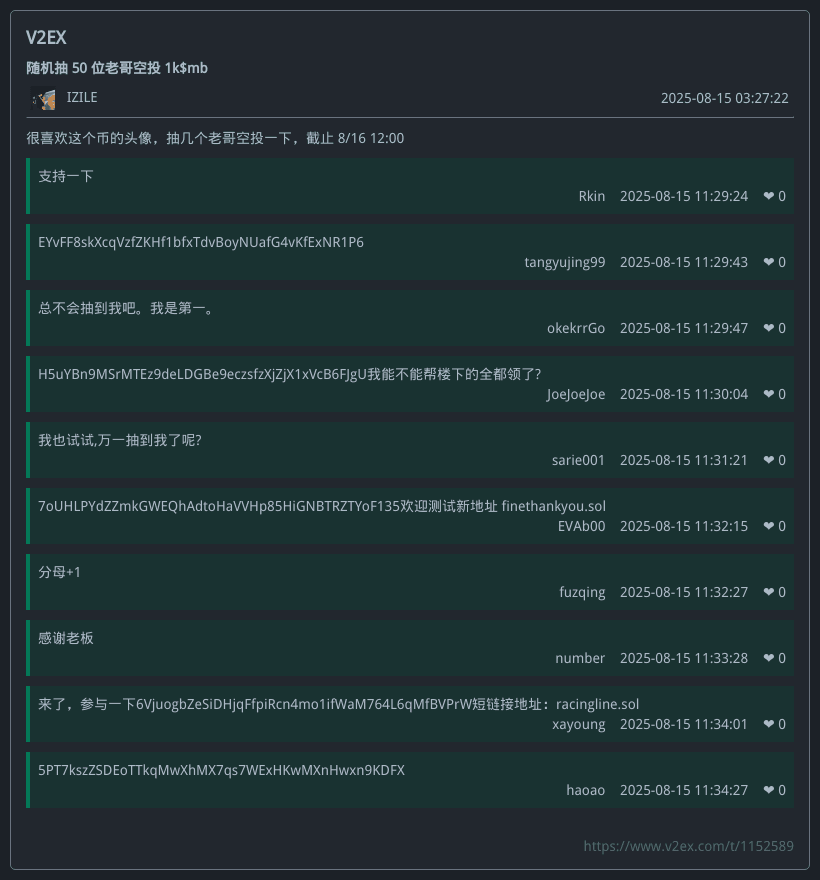 V2EX
随机抽 50 位老哥空投 1k$mb
IZILE 2025-08-15 03:27:22
很喜欢这个币的头像，抽几个老哥空投一下，截止 8/16 12:00
支持一下
Rkin 2025-08-15 11:29:24 ❤ 0
EYvFF8skXcqVzfZKHf1bfxTdvBoyNUafG4vKfExNR1P6
tangyujing99 2025-08-15 11:29:43 ❤ 0
总不会抽到我吧。我是第一。
okekrrGo 2025-08-15 11:29:47 ❤ 0
H5uYBn9MSrMTEz9deLDGBe9eczsfzXjZjX1xVcB6FJgU我能不能帮楼下的全都领了?
JoeJoeJoe 2025-08-15 11:30:04 ❤ 0
我也试试,万一抽到我了呢?
sarie001 2025-08-15 11:31:21 ❤ 0
7oUHLPYdZZmkGWEQhAdtoHaVVHp85HiGNBTRZTYoF135欢迎测试新地址 finethankyou.sol
EVAb00 2025-08-15 11:32:15 ❤ 0
分母+1
fuzqing 2025-08-15 11:32:27 ❤ 0
感谢老板
number 2025-08-15 11:33:28 ❤ 0
来了，参与一下6VjuogbZeSiDHjqFfpiRcn4mo1ifWaM764L6qMfBVPrW短链接地址：racingline.sol
xayoung 2025-08-15 11:34:01 ❤ 0
5PT7kszZSDEoTTkqMwXhMX7qs7WExHKwMXnHwxn9KDFX
haoao 2025-08-15 11:34:27 ❤ 0
https://www.v2ex.com/t/1152589